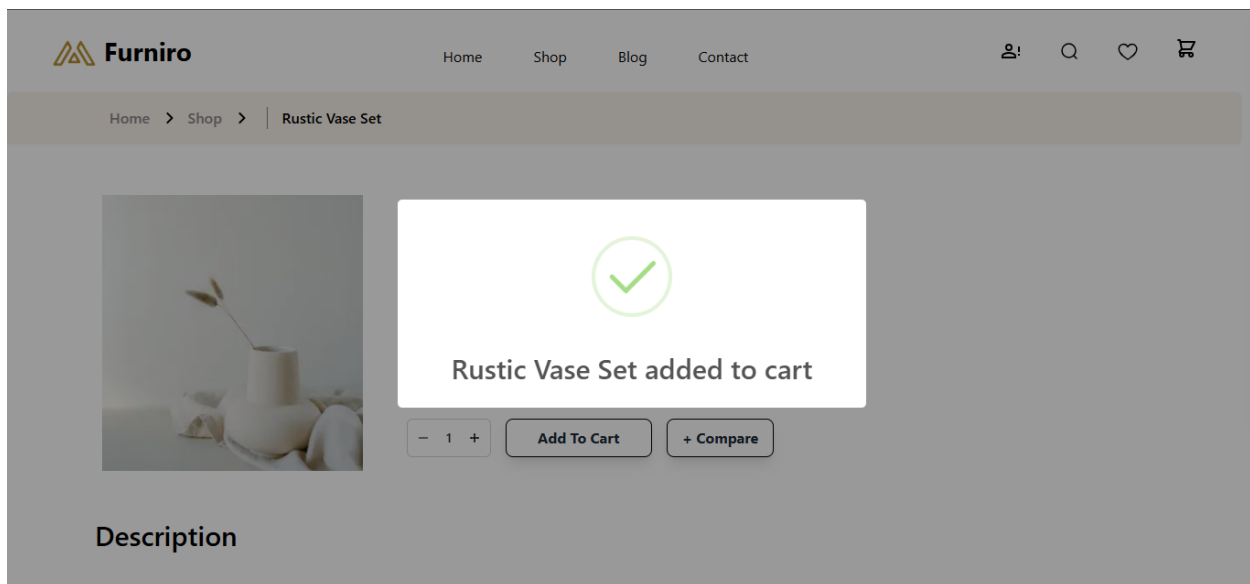 Furniro
Home Shop Blog Contact
Home > Shop > Rustic Vase Set
Rustic Vase Set added to cart
− 1 + Add To Cart + Compare
Description